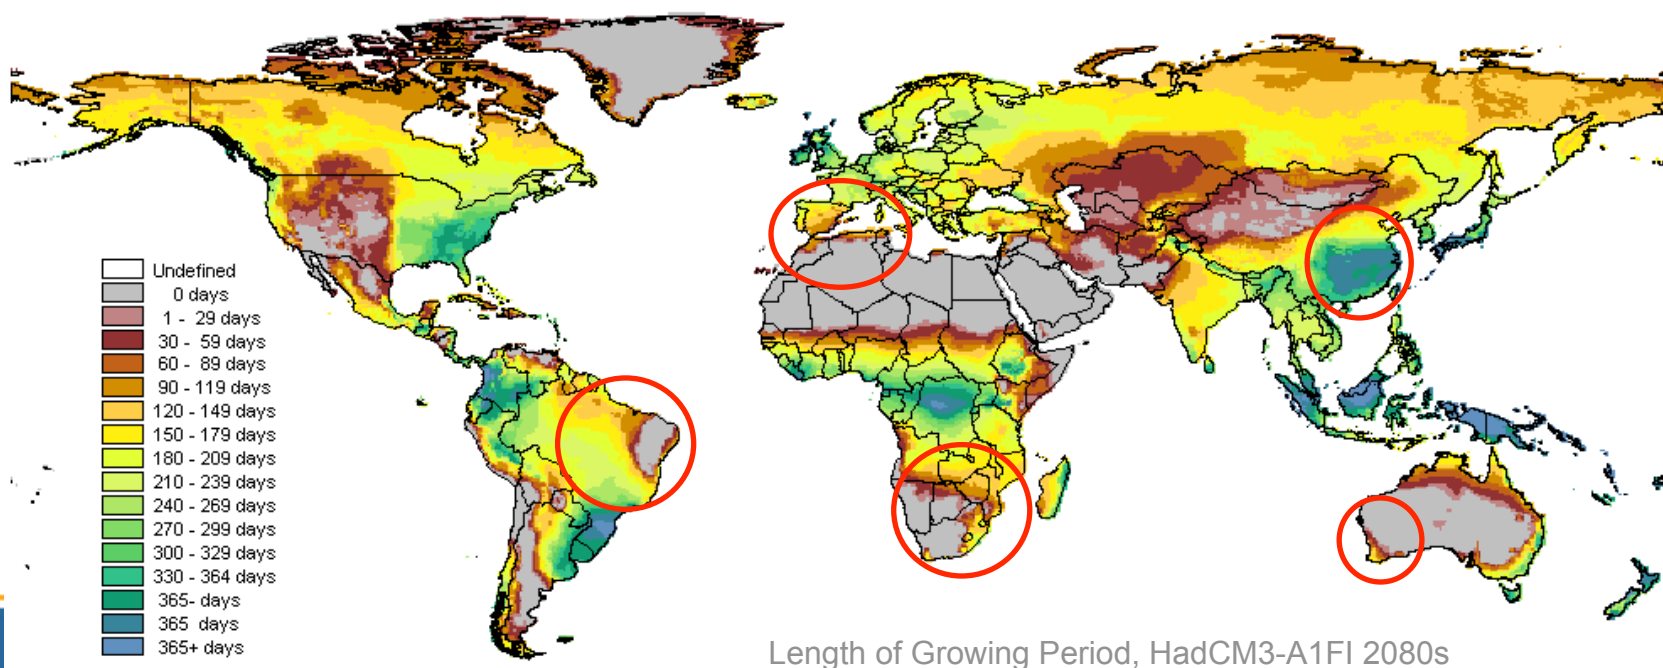 Undefined
0 days
1 - 29 days
30 - 59 days
60 - 89 days
90 - 119 days
120 - 149 days
150 - 179 days
180 - 209 days
210 - 239 days
240 - 269 days
270 - 299 days
300 - 329 days
330 - 364 days
365- days
365 days
365+ days
Length of Growing Period, HadCM3-A1FI 2080s